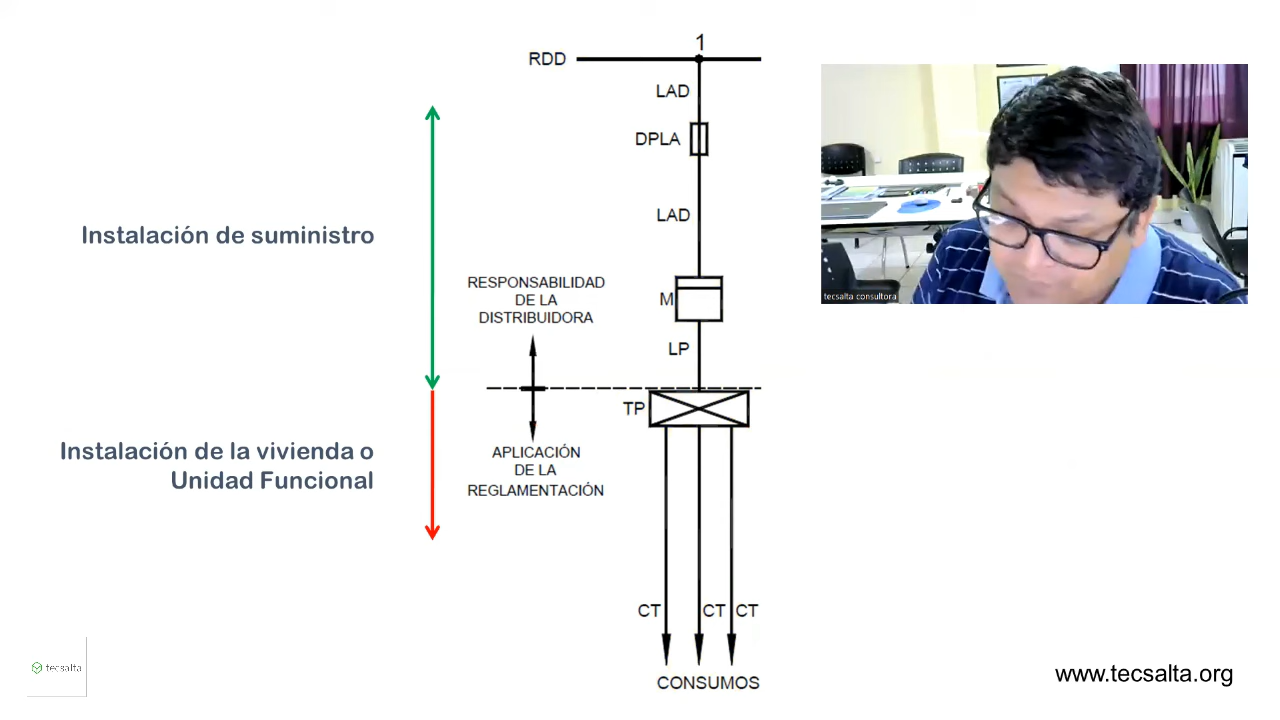 1
RDD
LAD
DPLA
LAD
Instalación de suministro
RESPONSABILIDAD
DE LA
DISTRIBUIDORA
M
tecsalta consultora
LP
TP
Instalación de la vivienda o
Unidad Funcional
APLICACIÓN
DE LA
REGLAMENTACIÓN
CT
CT
CT
CONSUMOS
tecsalta
www.tecsalta.org